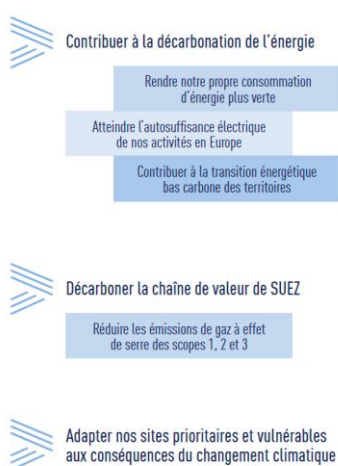 Contribuer à la décarbonation de l'énergie
Rendre notre propre consommation
d'énergie plus verte
Atteindre l'autosuffisance électrique
de nos activités en Europe
Contribuer à la transition énergétique
bas carbone des territoires
Décarboner la chaîne de valeur de SUEZ
Réduire les émissions de gaz à effet
de serre des scopes 1, 2 et 3
Adapter nos sites prioritaires et vulnérables
aux conséquences du changement climatique